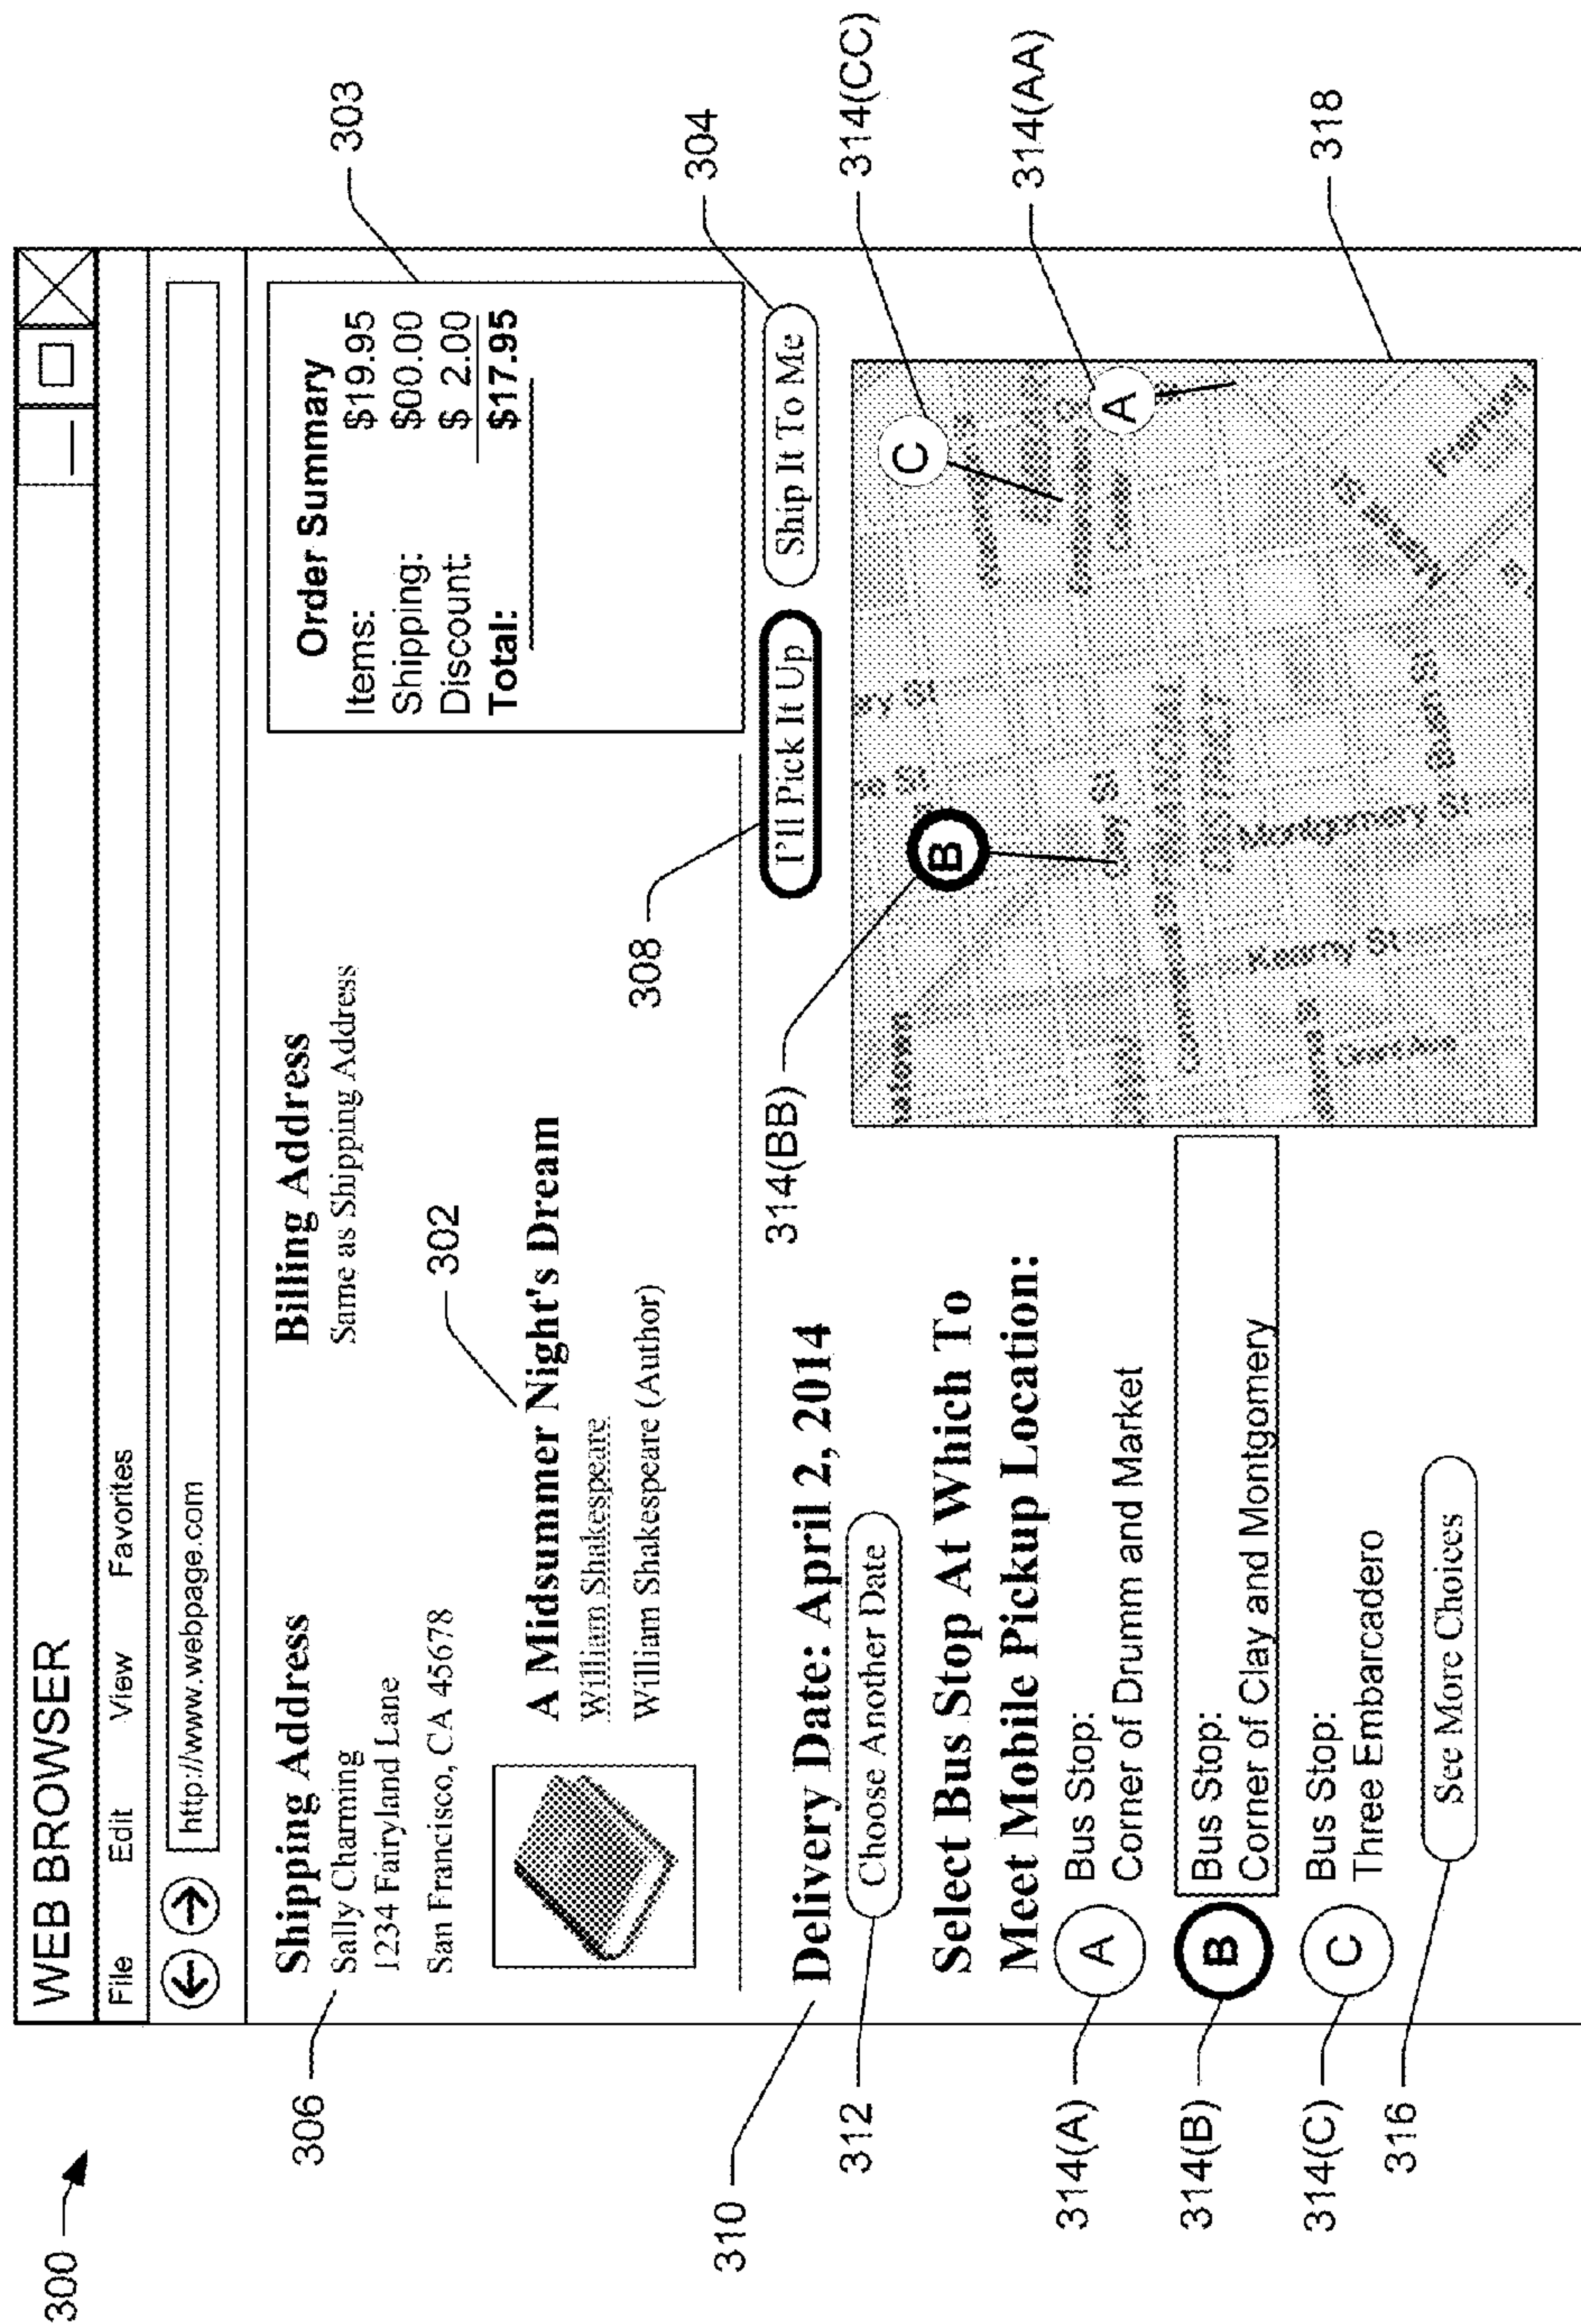 300
WEB BROWSER
File Edit View Favorites
http://www.webpage.com
306
Shipping Address
Sally Charming
1234 Fairyland Lane
San Francisco, CA 45678
Billing Address
Same as Shipping Address
302
A Midsummer Night's Dream
William Shakespeare
William Shakespeare (Author)
303
Order Summary
Items: $19.95
Shipping: $00.00
Discount: $ 2.00
Total: $17.95
308
I'll Pick It Up
304
Ship It To Me
310
Delivery Date: April 2, 2014
312
Choose Another Date
Select Bus Stop At Which To
Meet Mobile Pickup Location:
314(A)
A
Bus Stop:
Corner of Drumm and Market
314(B)
B
Bus Stop:
Corner of Clay and Montgomery
314(C)
C
Bus Stop:
Three Embarcadero
316
See More Choices
314(BB)
B
314(CC)
C
314(AA)
A
318
Clay St
Montgomery St
Kearny St